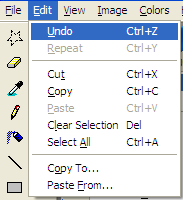 File Edit View Image Colors
Undo Ctrl+Z
Repeat Ctrl+Y
Cut Ctrl+X
Copy Ctrl+C
Paste Ctrl+V
Clear Selection Del
Select All Ctrl+A
Copy To...
Paste From...